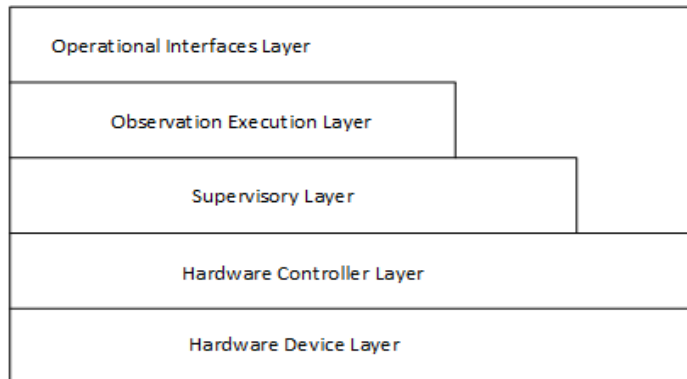 Operational Interfaces Layer
Observation Execution Layer
Supervisory Layer
Hardware Controller Layer
Hardware Device Layer